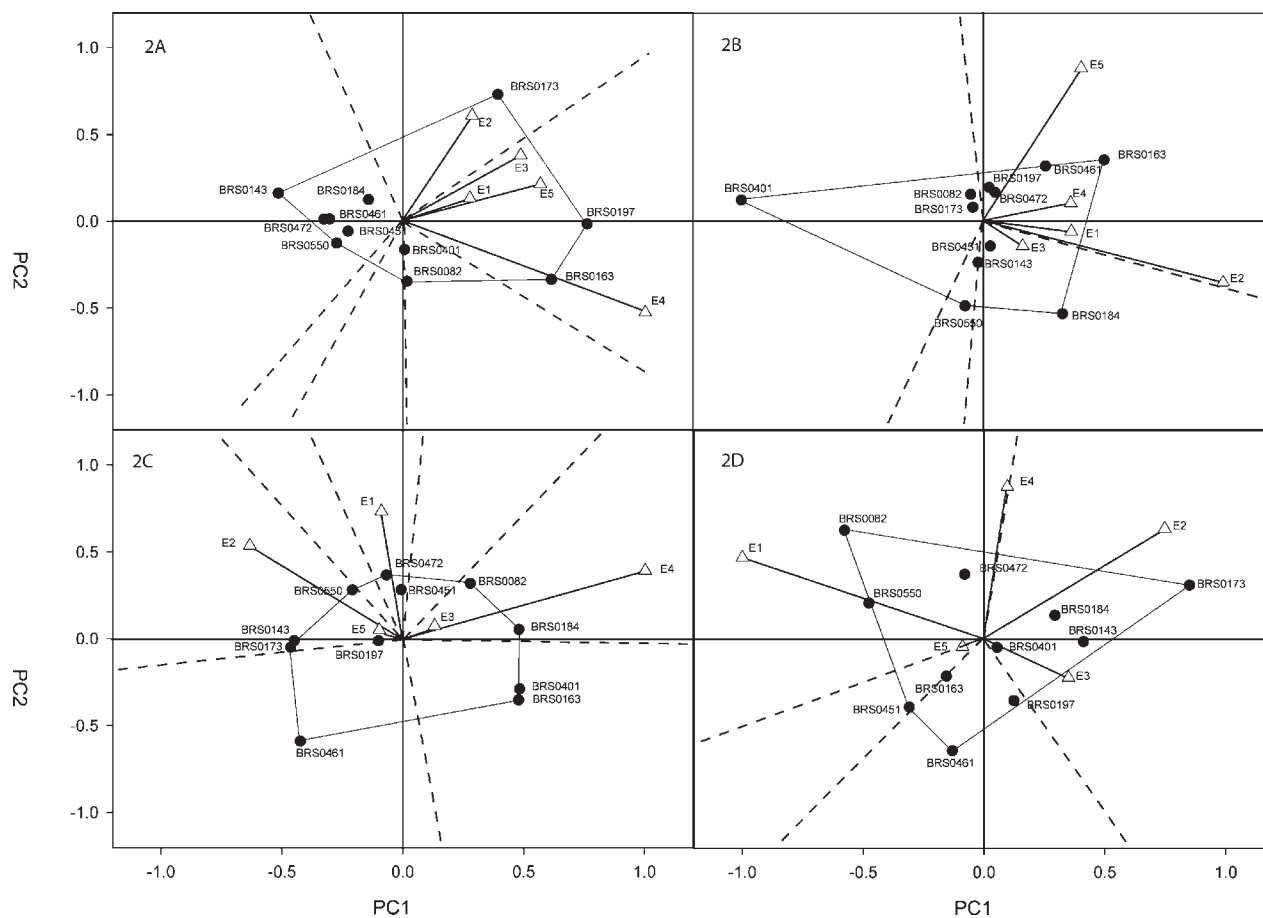 2A
1.0
BRS0173
E2
0.5
E3
BRS0184
E1
E5
BRS0143
BRS0461
BRS0197
0.0
BRS0472
BRS0451
BRS0550
BRS0401
BRS0082
BRS0163
-0.5
E4
-1.0
PC2
2B
E5
BRS0163
BRS0461
BRS0197
BRS0401
BRS0082
BRS0472
E4
BRS0173
E1
BRS0451
E3
BRS0143
E2
BRS0550
BRS0184
2C
1.0
E1
E2
0.5
BRS0472
BRS0082
E4
BRS0550
BRS0451
E3
BRS0184
BRS0143
E5
0.0
BRS0173
BRS0197
BRS0401
BRS0163
-0.5
BRS0461
-1.0
PC2
-1.0
-0.5
0.0
0.5
1.0
PC1
2D
E4
BRS0082
E2
E1
BRS0472
BRS0173
BRS0550
BRS0184
BRS0143
E5
BRS0401
BRS0163
E3
BRS0451
BRS0197
BRS0461
-1.0
-0.5
0.0
0.5
1.0
PC1